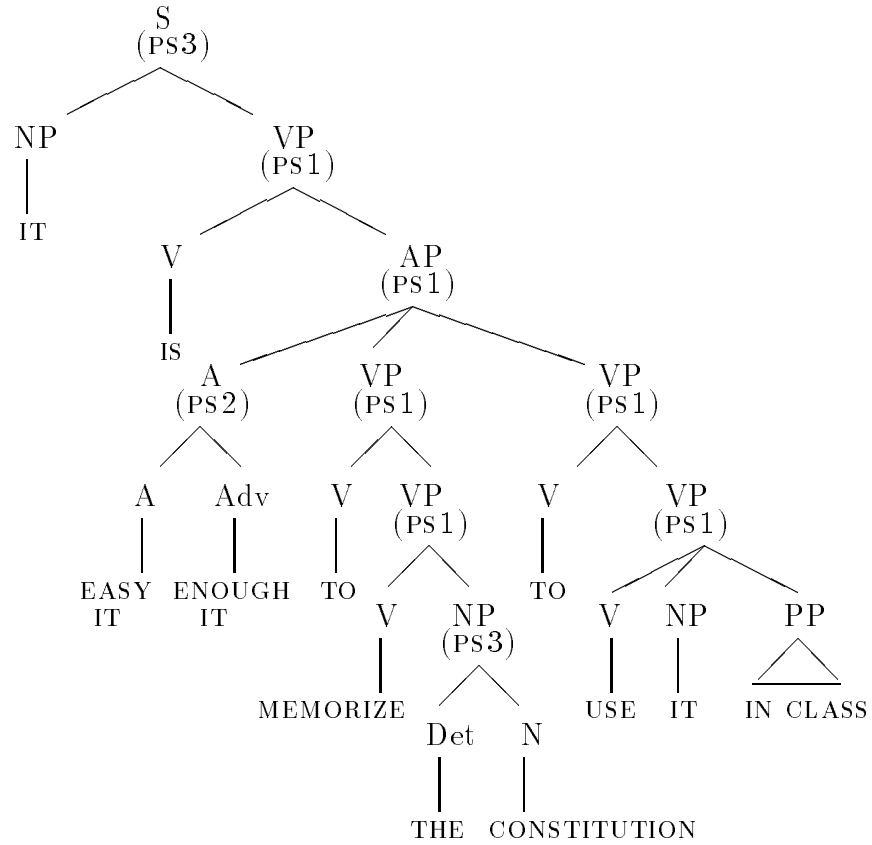 S
(PS3)
NP VP
(PS1)
IT
V AP
(PS1)
IS
A VP VP
(PS2) (PS1) (PS1)
A Adv V VP V VP
(PS1) (PS1)
EASY ENOUGH TO TO
IT IT V NP V NP PP
(PS3)
MEMORIZE USE IT IN CLASS
Det N
THE CONSTITUTION